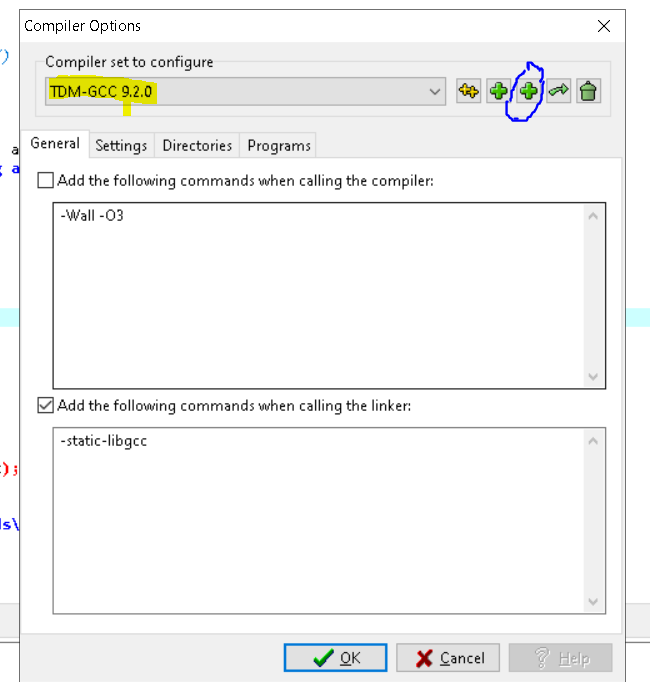 Compiler Options
()
Compiler set to configure
TDM-GCC 9.2.0
General Settings Directories Programs
a
g a
Add the following commands when calling the compiler:
-Wall -O3
Add the following commands when calling the linker:
-static-libgcc
);
ds\
OK Cancel Help